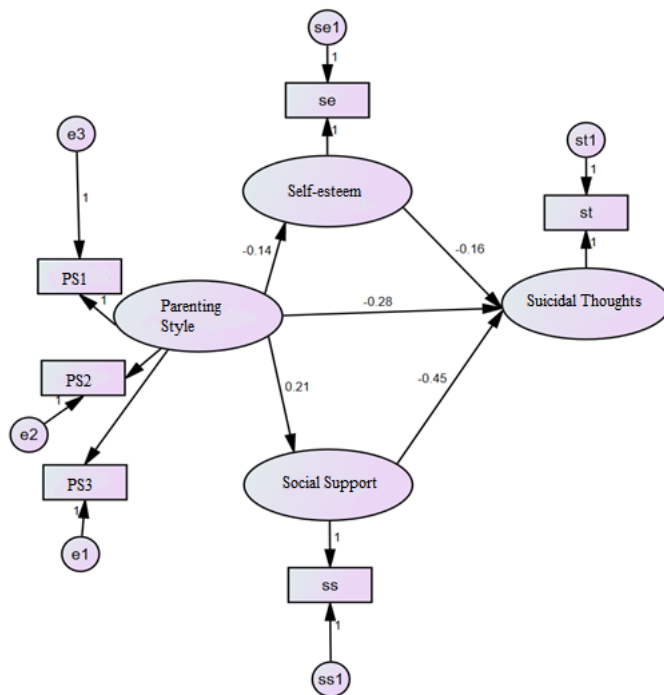 se1
1
se
1
e3
st1
1
st
1
1
Self-esteem
-0.14
-0.16
PS1
1
Parenting
Style
-0.28
Suicidal Thoughts
PS2
1
e2
0.21
-0.45
PS3
1
e1
Social Support
1
ss
1
ss1